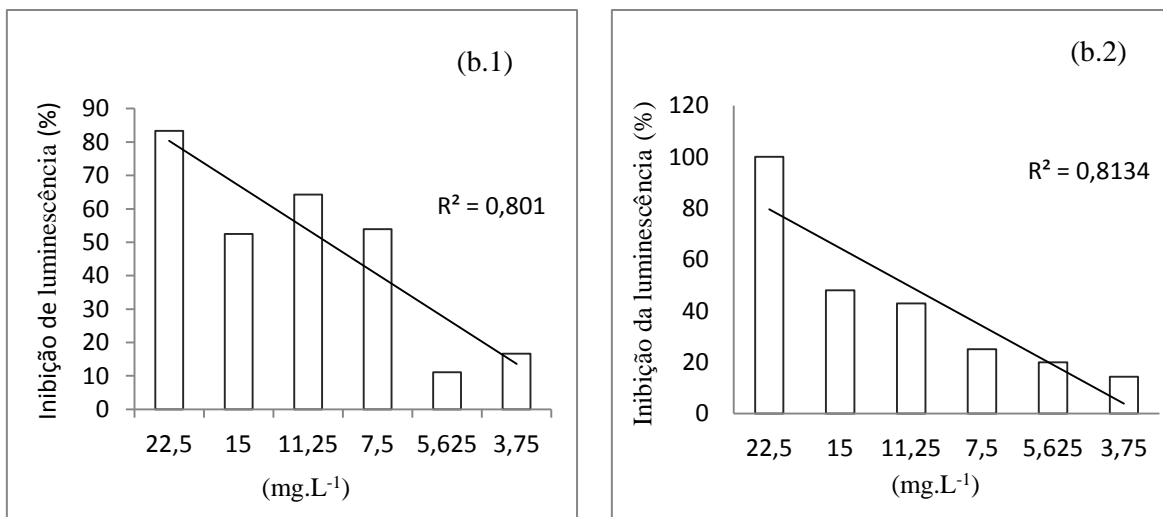 (b.1)
Inibição de luminescência (%)
90
80
70
60
50
40
30
20
10
0
R² = 0,801
22,5 15 11,25 7,5 5,625 3,75
(mg.L⁻¹)
(b.2)
Inibição da luminescência (%)
120
100
80
60
40
20
0
R² = 0,8134
22,5 15 11,25 7,5 5,625 3,75
(mg.L⁻¹)